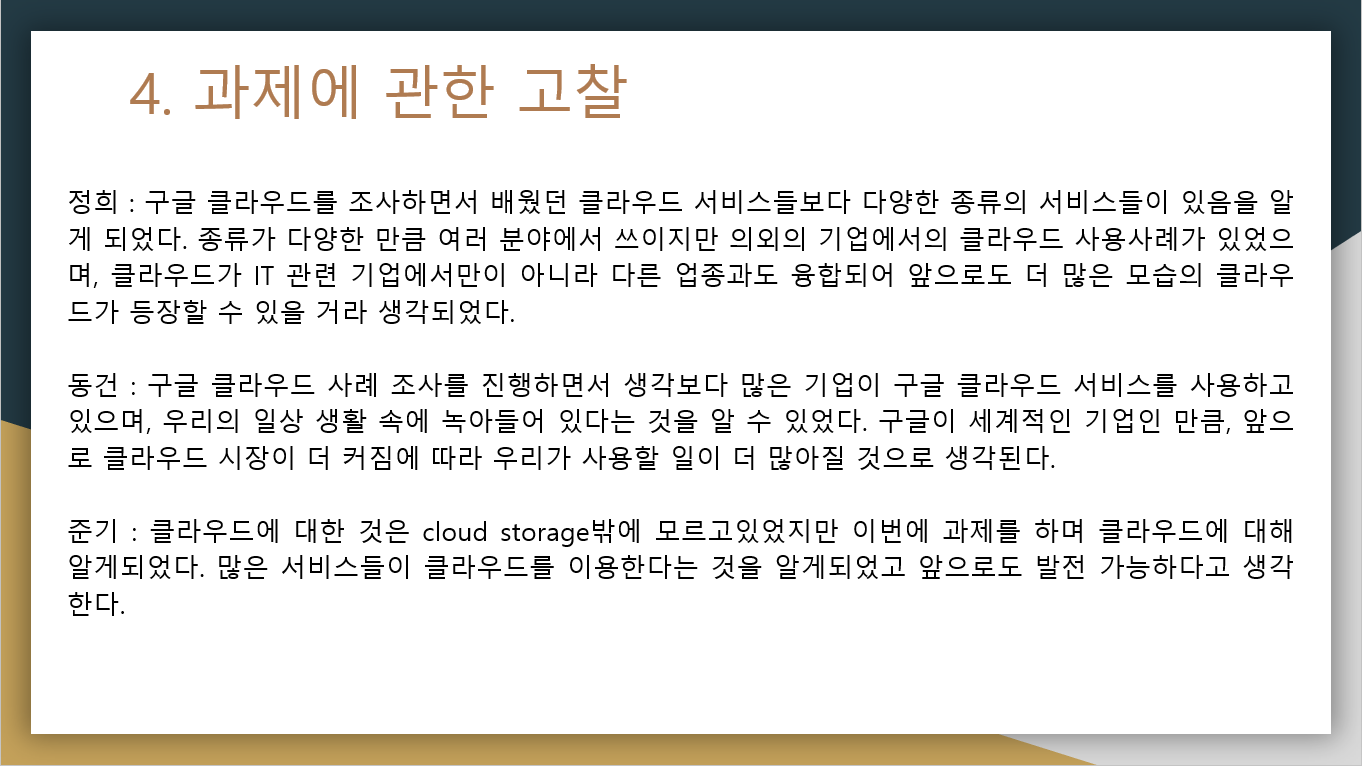 4. 과제에 관한 고찰
정희 : 구글 클라우드를 조사하면서 배웠던 클라우드 서비스들보다 다양한 종류의 서비스들이 있음을 알
게 되었다. 종류가 다양한 만큼 여러 분야에서 쓰이지만 의외의 기업에서의 클라우드 사용사례가 있었으
며, 클라우드가 IT 관련 기업에서만이 아니라 다른 업종과도 융합되어 앞으로도 더 많은 모습의 클라우
드가 등장할 수 있을 거라 생각되었다.
동건 : 구글 클라우드 사례 조사를 진행하면서 생각보다 많은 기업이 구글 클라우드 서비스를 사용하고
있으며, 우리의 일상 생활 속에 녹아들어 있다는 것을 알 수 있었다. 구글이 세계적인 기업인 만큼, 앞으
로 클라우드 시장이 더 커짐에 따라 우리가 사용할 일이 더 많아질 것으로 생각된다.
준기 : 클라우드에 대한 것은 cloud storage밖에 모르고있었지만 이번에 과제를 하며 클라우드에 대해
알게되었다. 많은 서비스들이 클라우드를 이용한다는 것을 알게되었고 앞으로도 발전 가능하다고 생각
한다.